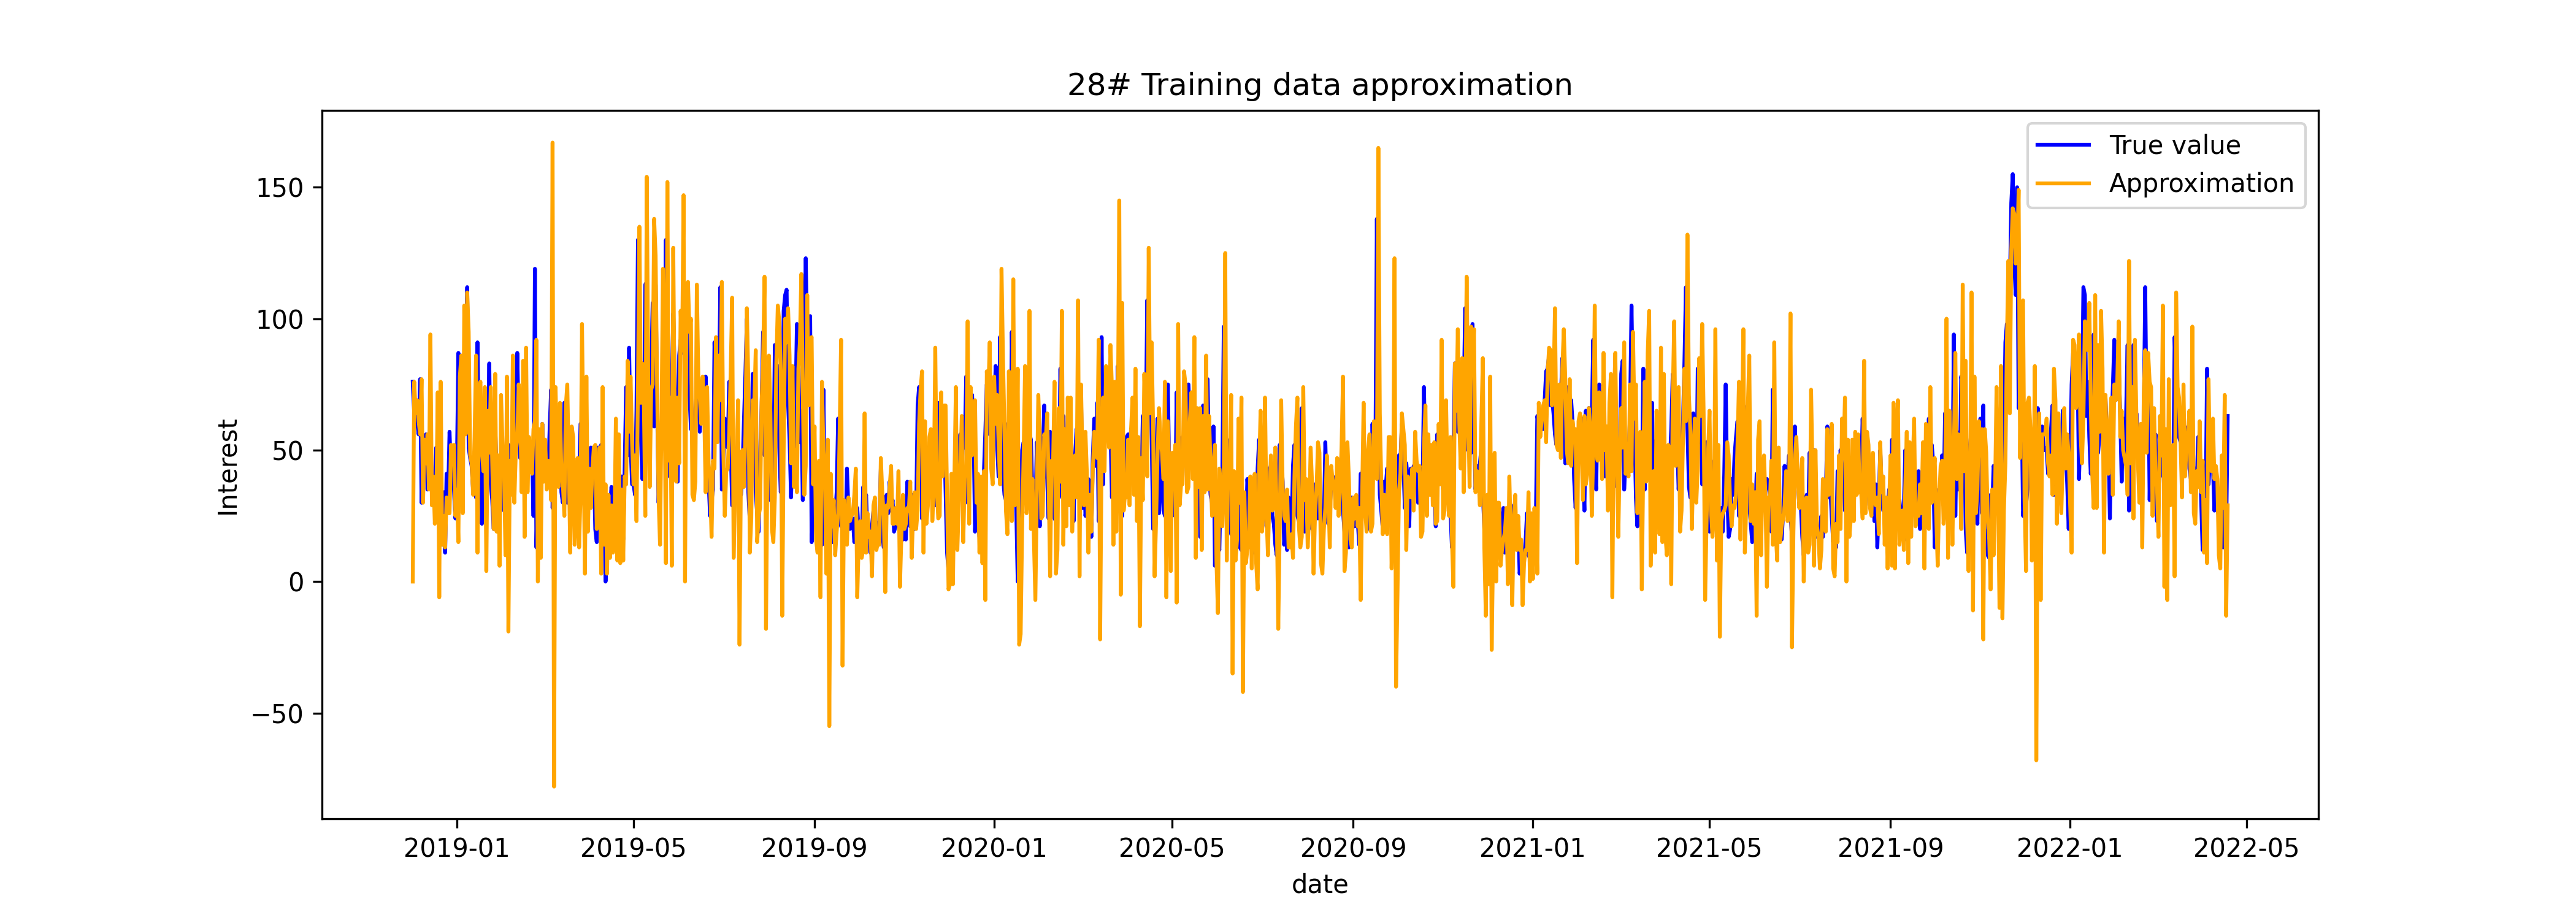 28# Training data approximation
True value
Approximation
Interest
150
100
50
0
−50
2019-01 2019-05 2019-09 2020-01 2020-05 2020-09 2021-01 2021-05 2021-09 2022-01 2022-05
date